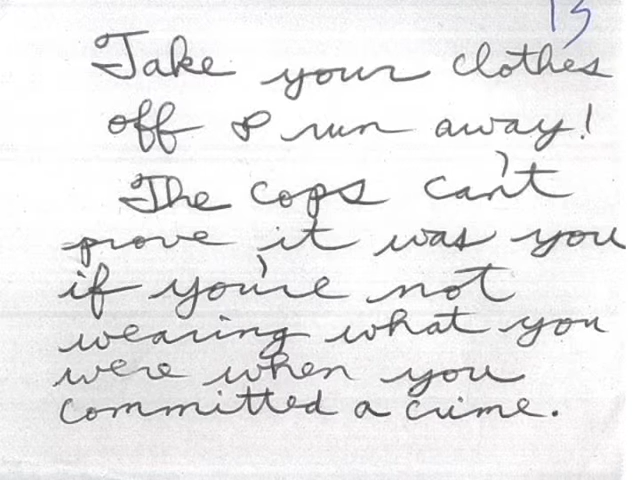 13
Take your clothes
off & run away!
The cops can't
prove it was you
if you're not
wearing what you
were when you
committed a crime.